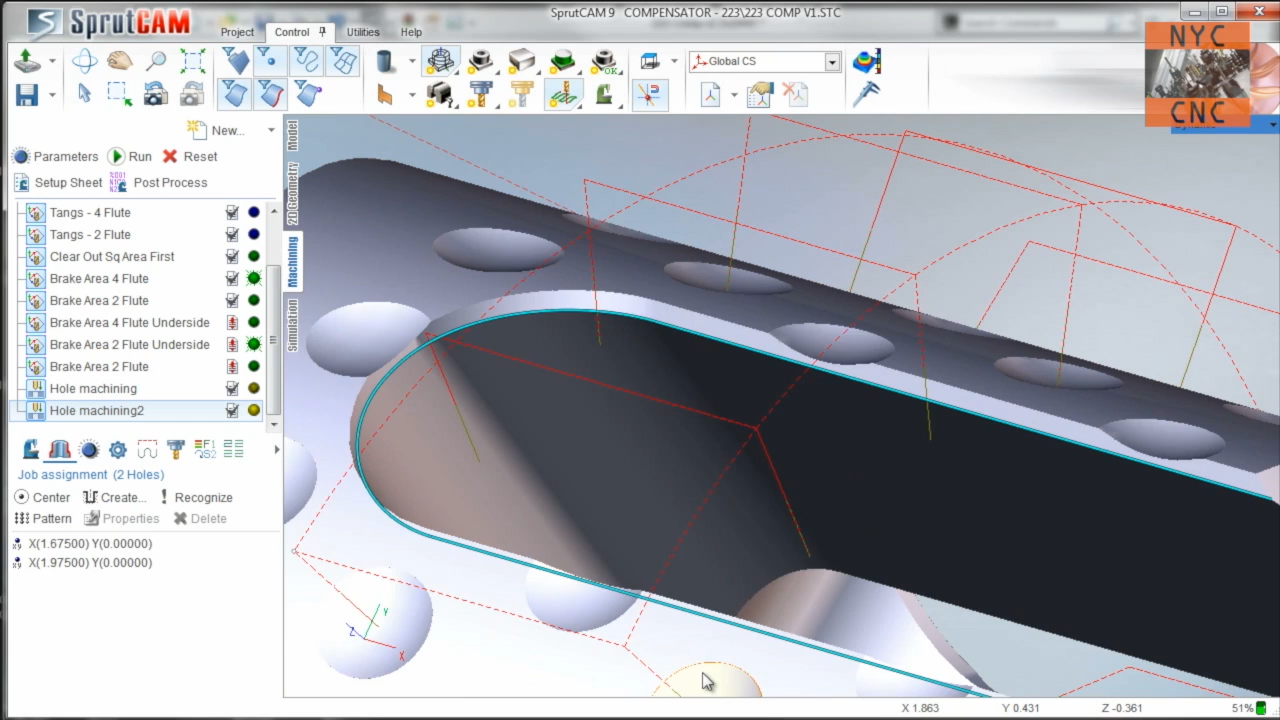 SprutCAM
SprutCAM 9 COMPENSATOR - 223\223 COMP V1.STC
NYC
CNC
Project
Control
Utilities
Help
OK
Global CS
New...
Parameters
Run
Reset
Setup Sheet
Post Process
Tangs - 4 Flute
Tangs - 2 Flute
Clear Out Sq Area First
Brake Area 4 Flute
Brake Area 2 Flute
Brake Area 4 Flute Underside
Brake Area 2 Flute Underside
Brake Area 2 Flute
Hole machining
Hole machining2
Model
2D Geometry
Machining
Simulation
Job assignment (2 Holes)
Center
Create...
Recognize
Pattern
Properties
Delete
X(1.67500) Y(0.00000)
X(1.97500) Y(0.00000)
Y
Z
X
X 1.863
Y 0.431
Z -0.361
51%